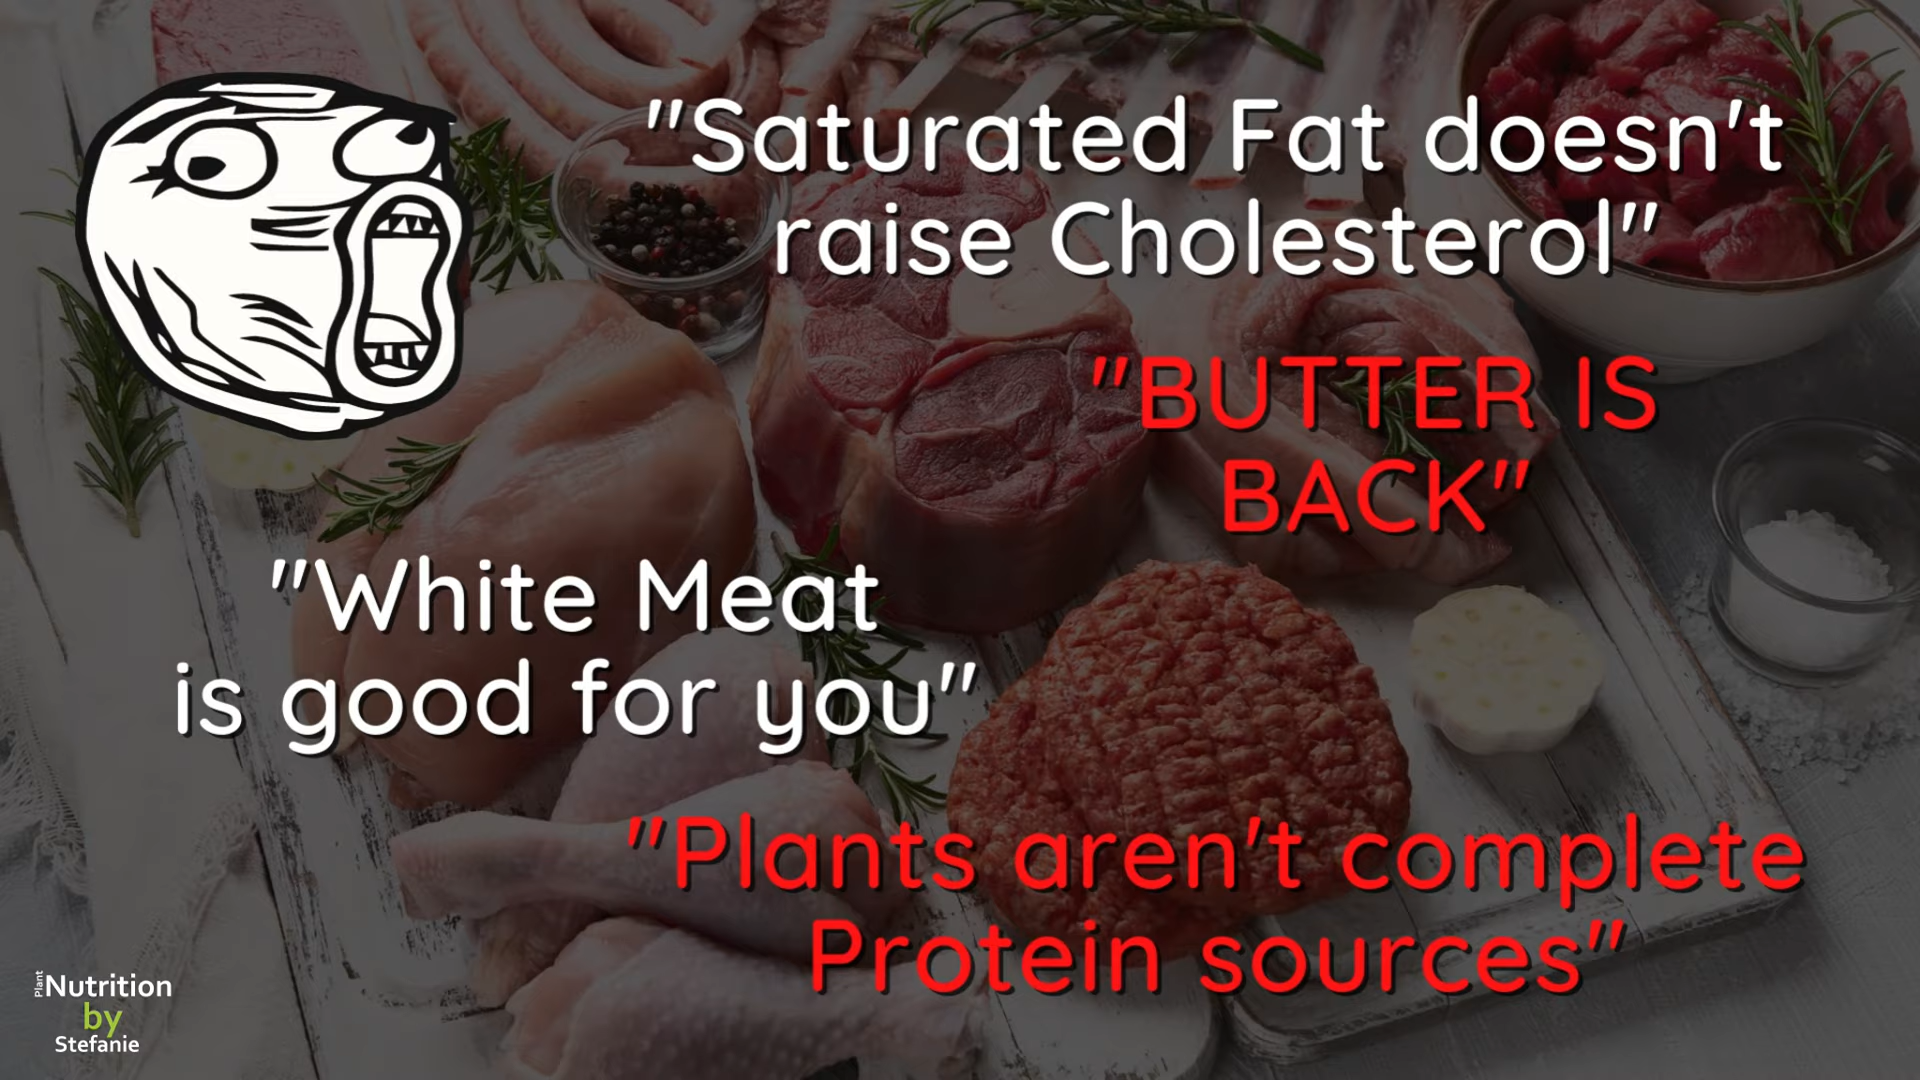 "Saturated Fat doesn't
raise Cholesterol"
"BUTTER IS
BACK"
"White Meat
is good for you"
"Plants aren't complete
Protein sources"
Plant
Nutrition
by
Stefanie